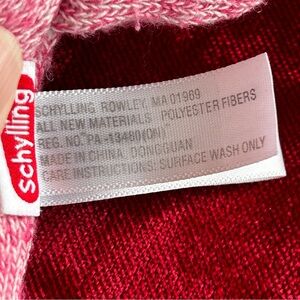 schylling
SCHYLLING ROWLEY, MA 01969
ALL NEW MATERIALS POLYESTER FIBERS
REG. NO. PA-13480(CN)
MADE IN CHINA DONGGUAN
CARE INSTRUCTIONS: SURFACE WASH ONLY